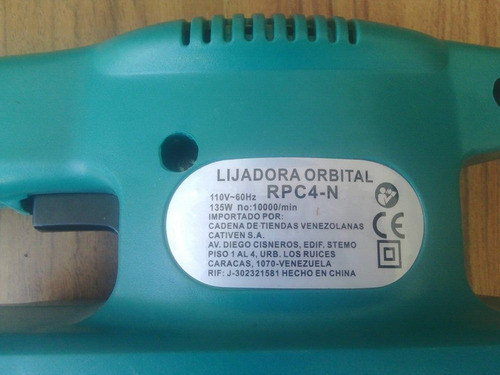 LIJADORA ORBITAL
RPC4-N
110V~60Hz
135W no:10000/min
IMPORTADO POR:
CADENA DE TIENDAS VENEZOLANAS
CATIVEN S.A.
AV. DIEGO CISNEROS, EDIF. STEMO
PISO 1 AL 4, URB. LOS RUICES
CARACAS, 1070-VENEZUELA
RIF: J-302321581 HECHO EN CHINA
CE